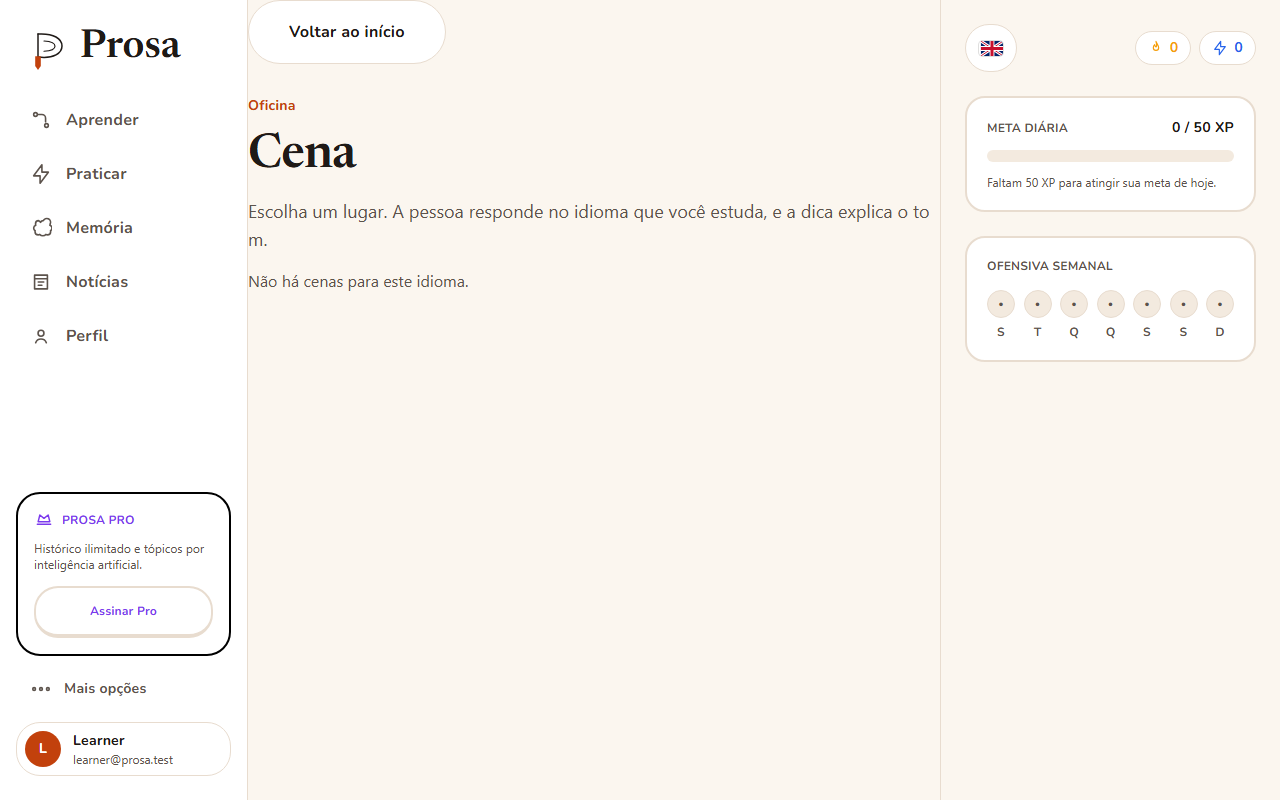 Prosa
Aprender
Praticar
Memória
Notícias
Perfil
PROSA PRO
Histórico ilimitado e tópicos por
inteligência artificial.
Assinar Pro
Mais opções
L
Learner
learner@prosa.test
Voltar ao início
Oficina
Cena
Escolha um lugar. A pessoa responde no idioma que você estuda, e a dica explica o to
m.
Não há cenas para este idioma.
0
0
META DIÁRIA
0 / 50 XP
Faltam 50 XP para atingir sua meta de hoje.
OFENSIVA SEMANAL
S T Q Q S S D